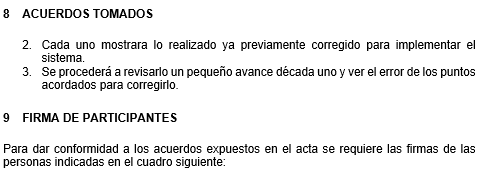 8 ACUERDOS TOMADOS
2. Cada uno mostrara lo realizado ya previamente corregido para implementar el
sistema.
3. Se procederá a revisarlo un pequeño avance década uno y ver el error de los puntos
acordados para corregirlo.
9 FIRMA DE PARTICIPANTES
Para dar conformidad a los acuerdos expuestos en el acta se requiere las firmas de las
personas indicadas en el cuadro siguiente: